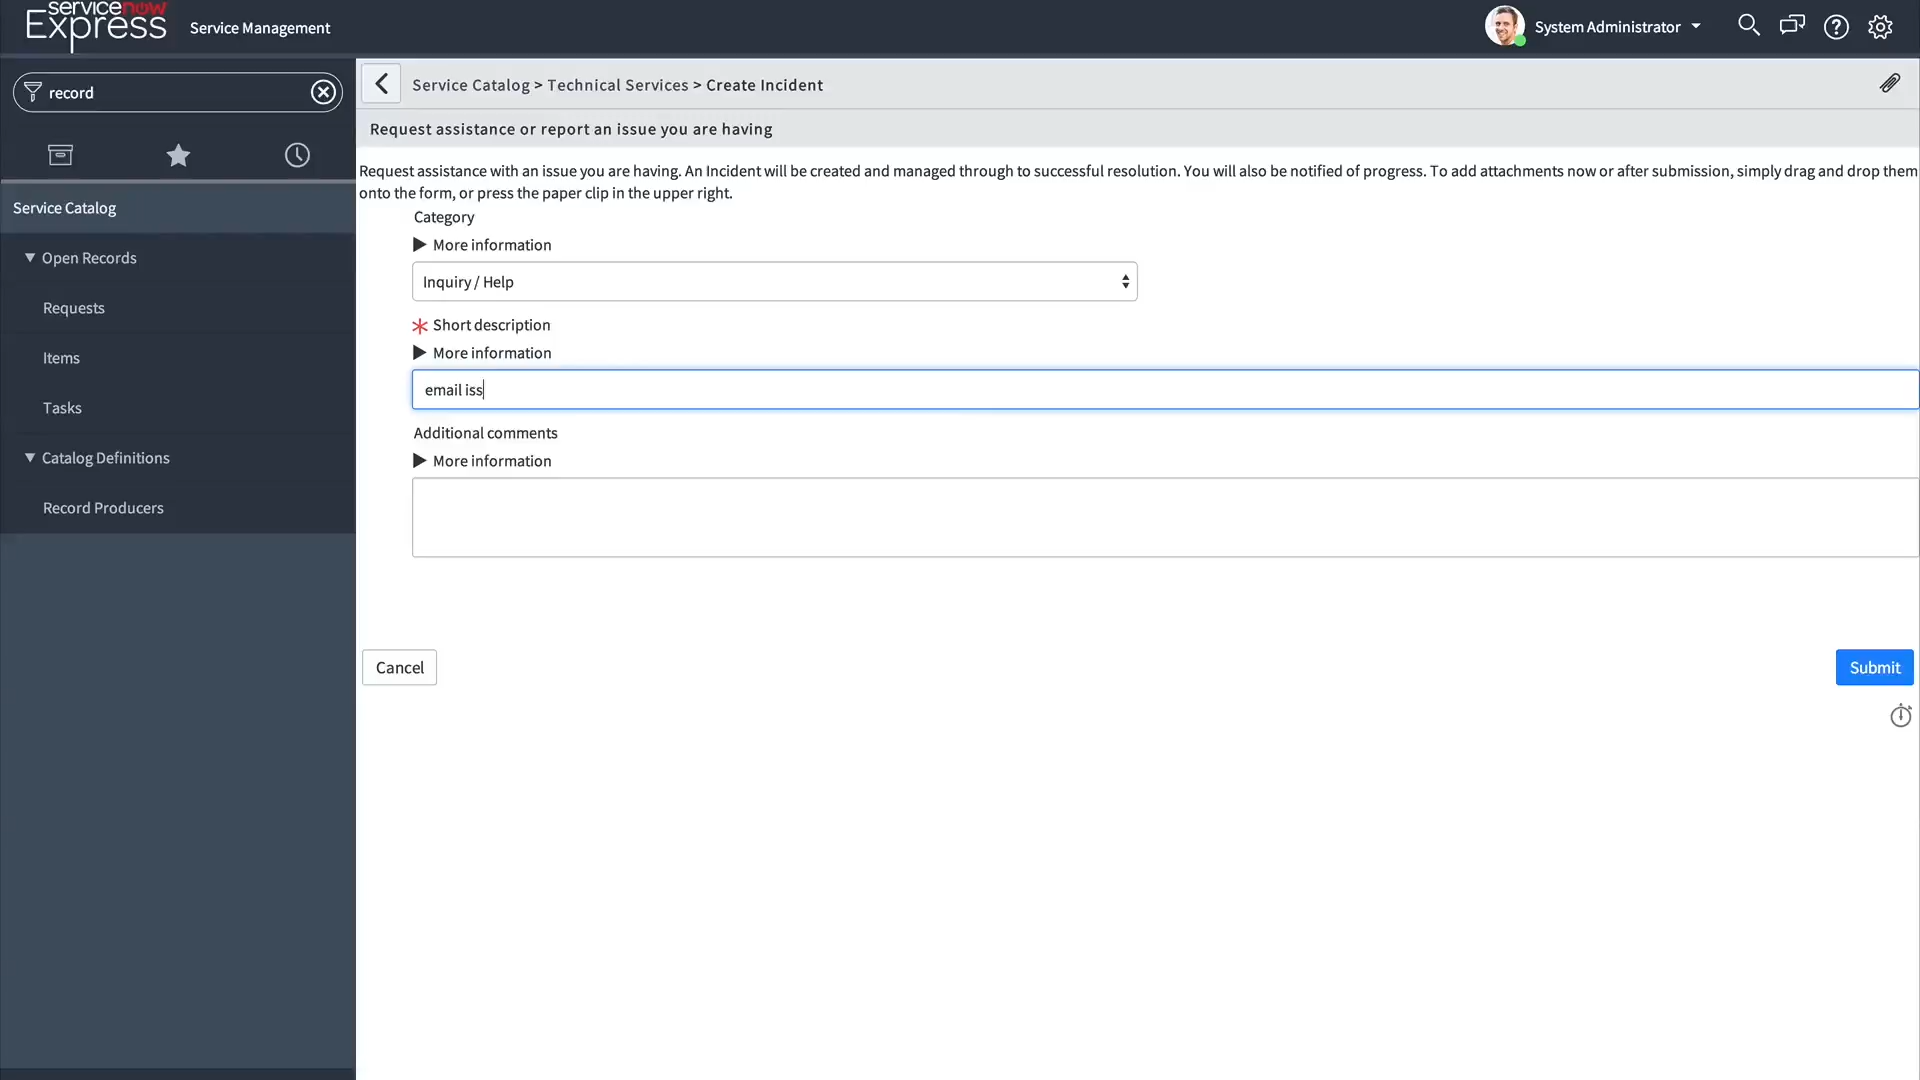 servicenow
Express
Service Management
System Administrator
record
Service Catalog > Technical Services > Create Incident
Request assistance or report an issue you are having
Request assistance with an issue you are having. An Incident will be created and managed through to successful resolution. You will also be notified of progress. To add attachments now or after submission, simply drag and drop them
onto the form, or press the paper clip in the upper right.
Service Catalog
Open Records
Requests
Items
Tasks
Catalog Definitions
Record Producers
Category
More information
Inquiry / Help
Short description
More information
email iss
Additional comments
More information
Cancel
Submit